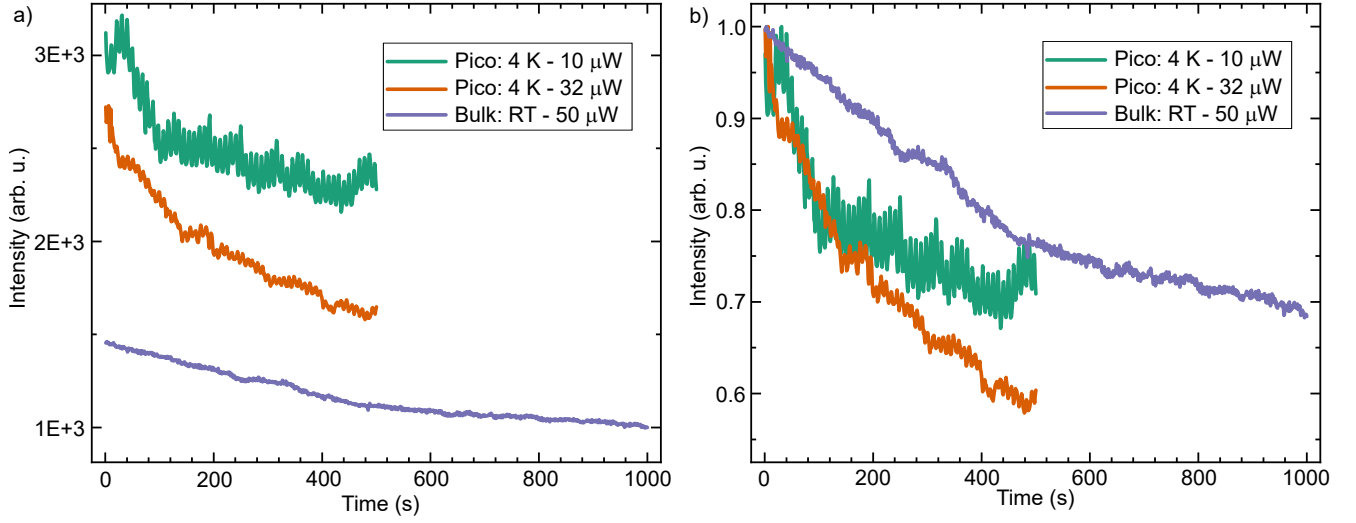 a)
3E+3
2E+3
1E+3
Intensity (arb. u.)
Pico: 4 K - 10 μW
Pico: 4 K - 32 μW
Bulk: RT - 50 μW
0 200 400 600 800 1000
Time (s)
b)
1.0
0.9
0.8
0.7
0.6
Intensity (arb. u.)
Pico: 4 K - 10 μW
Pico: 4 K - 32 μW
Bulk: RT - 50 μW
0 200 400 600 800 1000
Time (s)